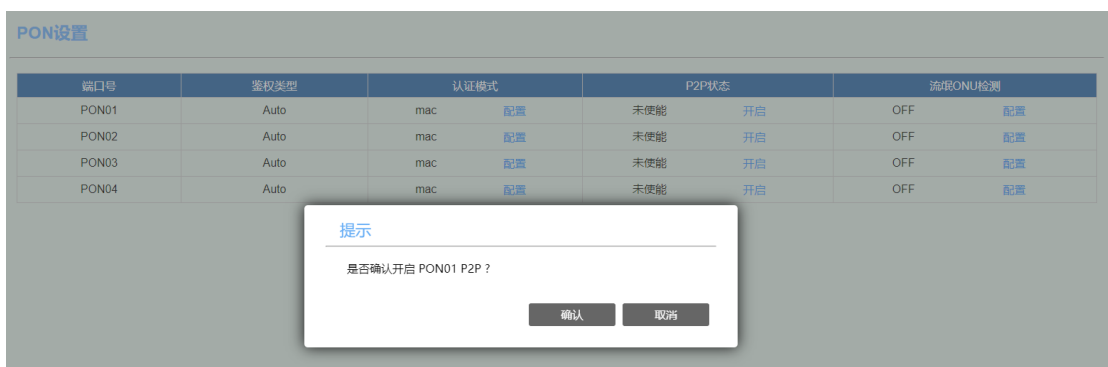 PON设置
端口号 鉴权类型 认证模式 P2P状态 流氓ONU检测
PON01 Auto mac 配置 未使能 开启 OFF 配置
PON02 Auto mac 配置 未使能 开启 OFF 配置
PON03 Auto mac 配置 未使能 开启 OFF 配置
PON04 Auto mac 配置 未使能 开启 OFF 配置
提示
是否确认开启 PON01 P2P ?
确认 取消